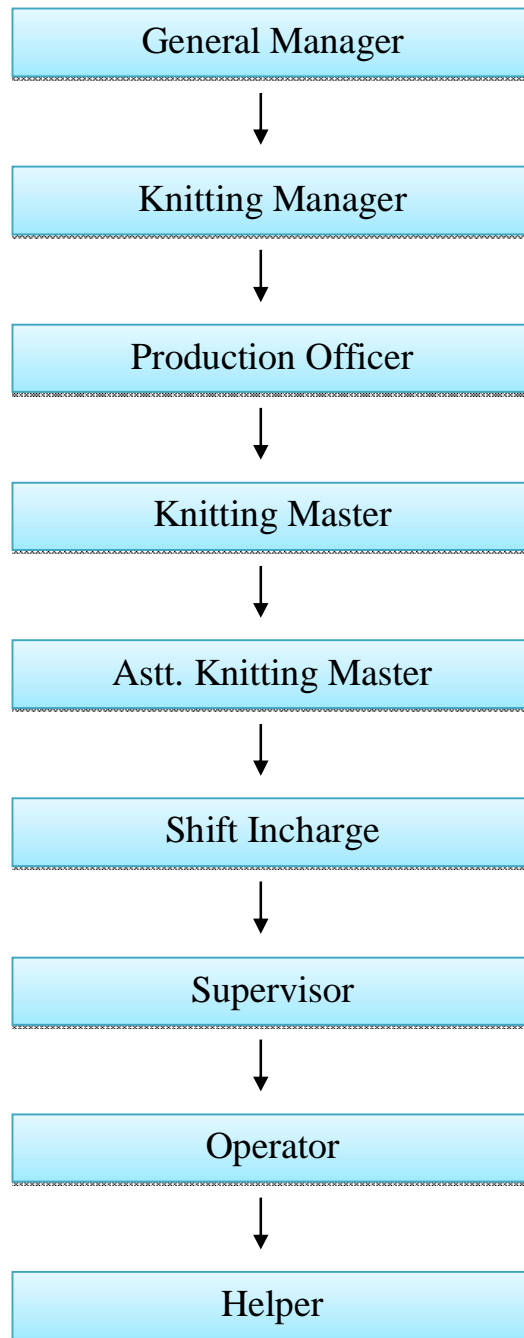 General Manager
Knitting Manager
Production Officer
Knitting Master
Astt. Knitting Master
Shift Incharge
Supervisor
Operator
Helper